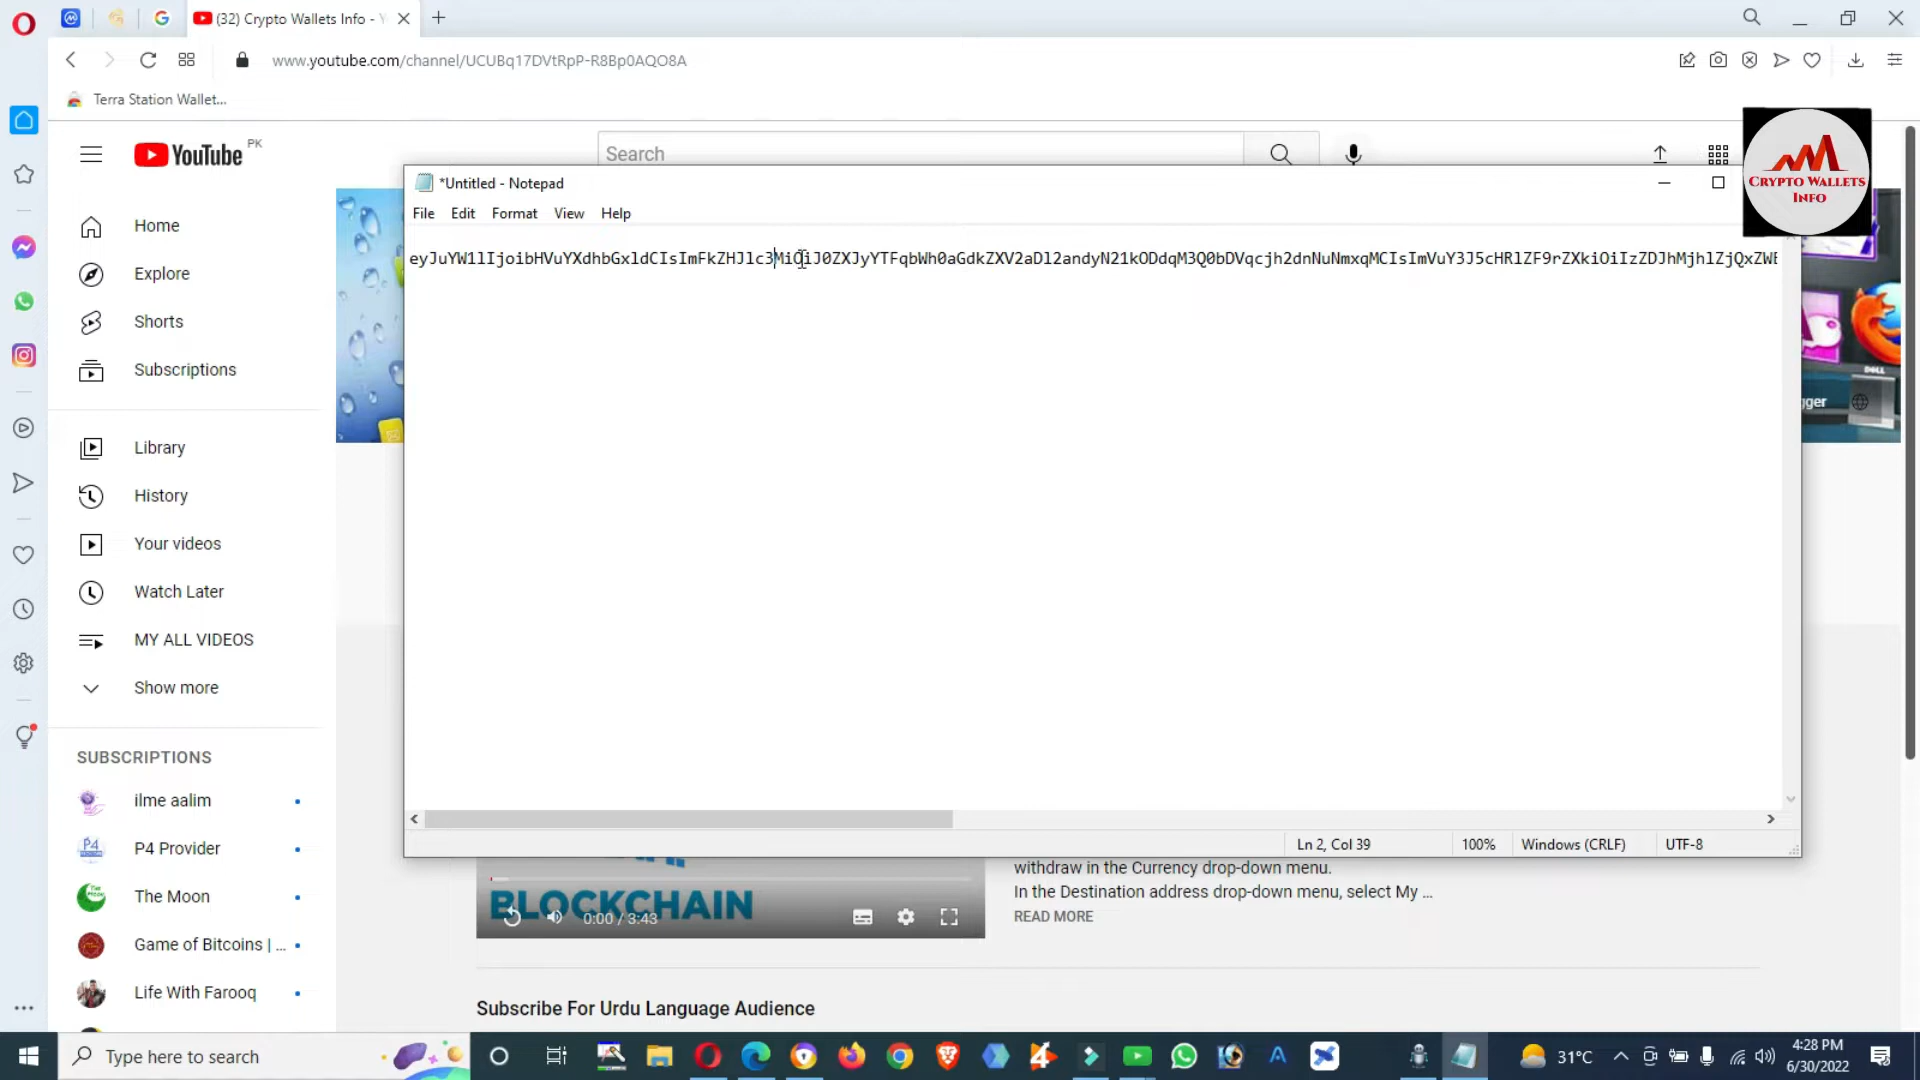 (32) Crypto Wallets Info - Y
www.youtube.com/channel/UCUBq17DVtRpP-R8Bp0AQO8A
Terra Station Wallet...
YouTube PK
Search
CRYPTO WALLETS
INFO
*Untitled - Notepad
File Edit Format View Help
eyJuYW1lIjoibHVuYXdhbGxldCIsImFkZHJlc3MiOiJ0ZXJyYTFqbWh0aGdkZXV2aDl2andyN21kODdqM3Q0bDVqcjh2dnNuNmxqMCIsImVuY3J5cHRlZF9rZXkiOiIzZDJhMjhlZjQxZWE
Home
Explore
Shorts
Subscriptions
Library
History
Your videos
Watch Later
MY ALL VIDEOS
Show more
SUBSCRIPTIONS
ilme aalim
P4 Provider
The Moon
Game of Bitcoins | ...
Life With Farooq
DELL
gger
Ln 2, Col 39
100%
Windows (CRLF)
UTF-8
withdraw in the Currency drop-down menu.
In the Destination address drop-down menu, select My ...
READ MORE
BLOCKCHAIN
0:00 / 3:43
Subscribe For Urdu Language Audience
Type here to search
31°C
4:28 PM
6/30/2022